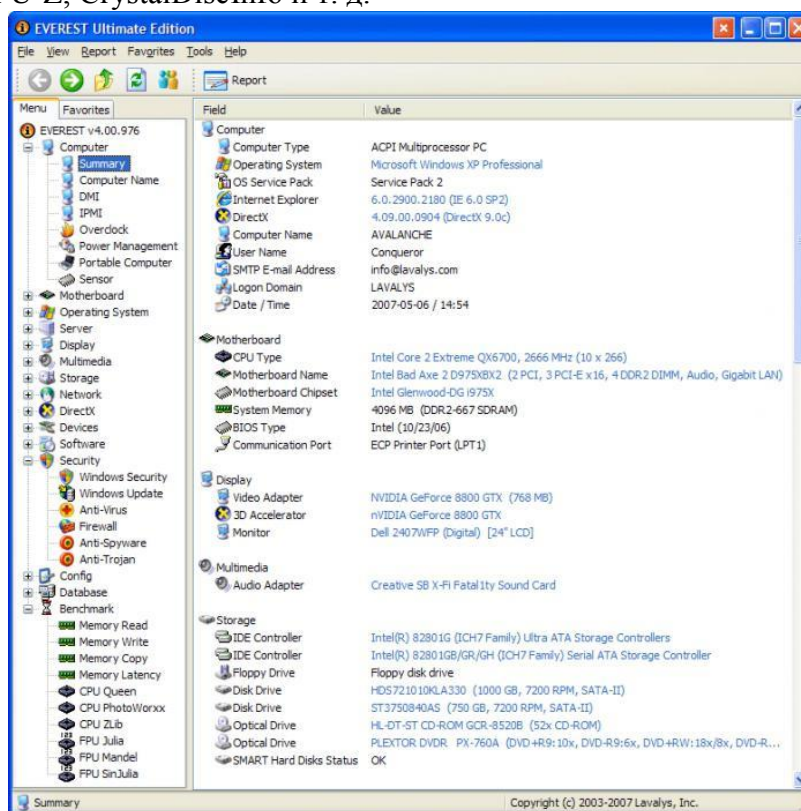 PU-Z, CrystalDiscInfo и т. д.
EVEREST Ultimate Edition
File View Report Favorites Tools Help
Report
Menu Favorites
EVEREST v4.00.976
Computer
Summary
Computer Name
DMI
IPMI
Overclock
Power Management
Portable Computer
Sensor
Motherboard
Operating System
Server
Display
Multimedia
Storage
Network
DirectX
Devices
Software
Security
Windows Security
Windows Update
Anti-Virus
Firewall
Anti-Spyware
Anti-Trojan
Config
Database
Benchmark
Memory Read
Memory Write
Memory Copy
Memory Latency
CPU Queen
CPU PhotoWorxx
CPU ZLib
FPU Julia
FPU Mandel
FPU SinJulia
Field Value
Computer
Computer Type ACPI Multiprocessor PC
Operating System Microsoft Windows XP Professional
OS Service Pack Service Pack 2
Internet Explorer 6.0.2900.2180 (IE 6.0 SP2)
DirectX 4.09.00.0904 (DirectX 9.0c)
Computer Name AVALANCHE
User Name Conqueror
SMTP E-mail Address info@lavalys.com
Logon Domain LAVALYS
Date / Time 2007-05-06 / 14:54
Motherboard
CPU Type Intel Core 2 Extreme QX6700, 2666 MHz (10 x 266)
Motherboard Name Intel Bad Axe 2 D975XBX2 (2 PCI, 3 PCI-E x16, 4 DDR2 DIMM, Audio, Gigabit LAN)
Motherboard Chipset Intel Glenwood-DG i975X
System Memory 4096 MB (DDR2-667 SDRAM)
BIOS Type Intel (10/23/06)
Communication Port ECP Printer Port (LPT1)
Display
Video Adapter NVIDIA GeForce 8800 GTX (768 MB)
3D Accelerator nVIDIA GeForce 8800 GTX
Monitor Dell 2407WFP (Digital) [24" LCD]
Multimedia
Audio Adapter Creative SB X-Fi Fatal1ty Sound Card
Storage
IDE Controller Intel(R) 82801G (ICH7 Family) Ultra ATA Storage Controllers
IDE Controller Intel(R) 82801GB/GR/GH (ICH7 Family) Serial ATA Storage Controller
Floppy Drive Floppy disk drive
Disk Drive HDS721010KLA330 (1000 GB, 7200 RPM, SATA-II)
Disk Drive ST3750840AS (750 GB, 7200 RPM, SATA-II)
Optical Drive HL-DT-ST CD-ROM GCR-8520B (52x CD-ROM)
Optical Drive PLEXTOR DVDR PX-760A (DVD+R9:10x, DVD-R9:6x, DVD+RW:18x/8x, DVD-R...
SMART Hard Disks Status OK
Summary Copyright (c) 2003-2007 Lavalys, Inc.